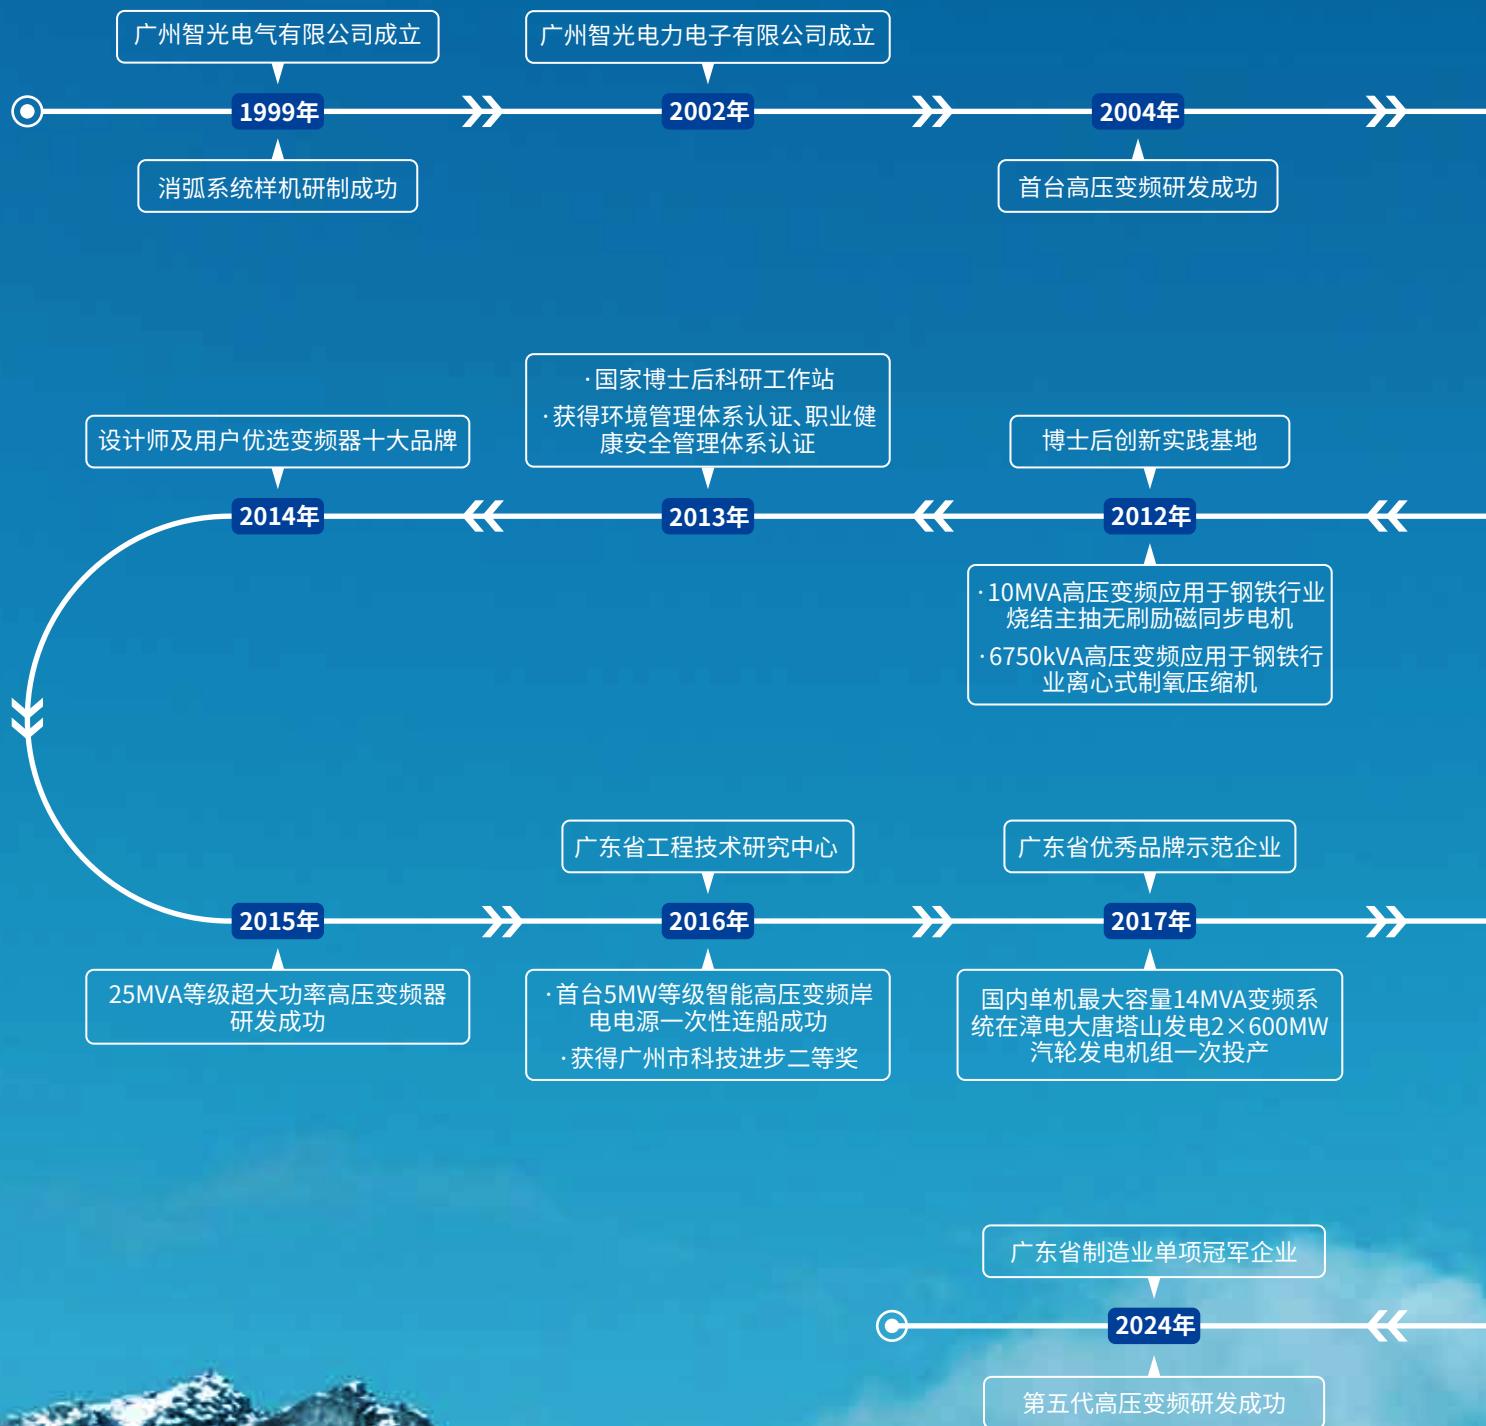 广州智光电气有限公司成立
1999年
消弧系统样机研制成功
广州智光电力电子有限公司成立
2002年
2004年
首台高压变频研发成功
博士后创新实践基地
2012年
·10MVA高压变频应用于钢铁行业
烧结主抽无刷励磁同步电机
·6750kVA高压变频应用于钢铁行
业离心式制氧压缩机
·国家博士后科研工作站
·获得环境管理体系认证、职业健
康安全管理体系认证
2013年
设计师及用户优选变频器十大品牌
2014年
2015年
25MVA等级超大功率高压变频器
研发成功
广东省工程技术研究中心
2016年
·首台5MW等级智能高压变频岸
电电源一次性连船成功
·获得广州市科技进步二等奖
广东省优秀品牌示范企业
2017年
国内单机最大容量14MVA变频系
统在漳电大唐塔山发电2×600MW
汽轮发电机组一次投产
广东省制造业单项冠军企业
2024年
第五代高压变频研发成功